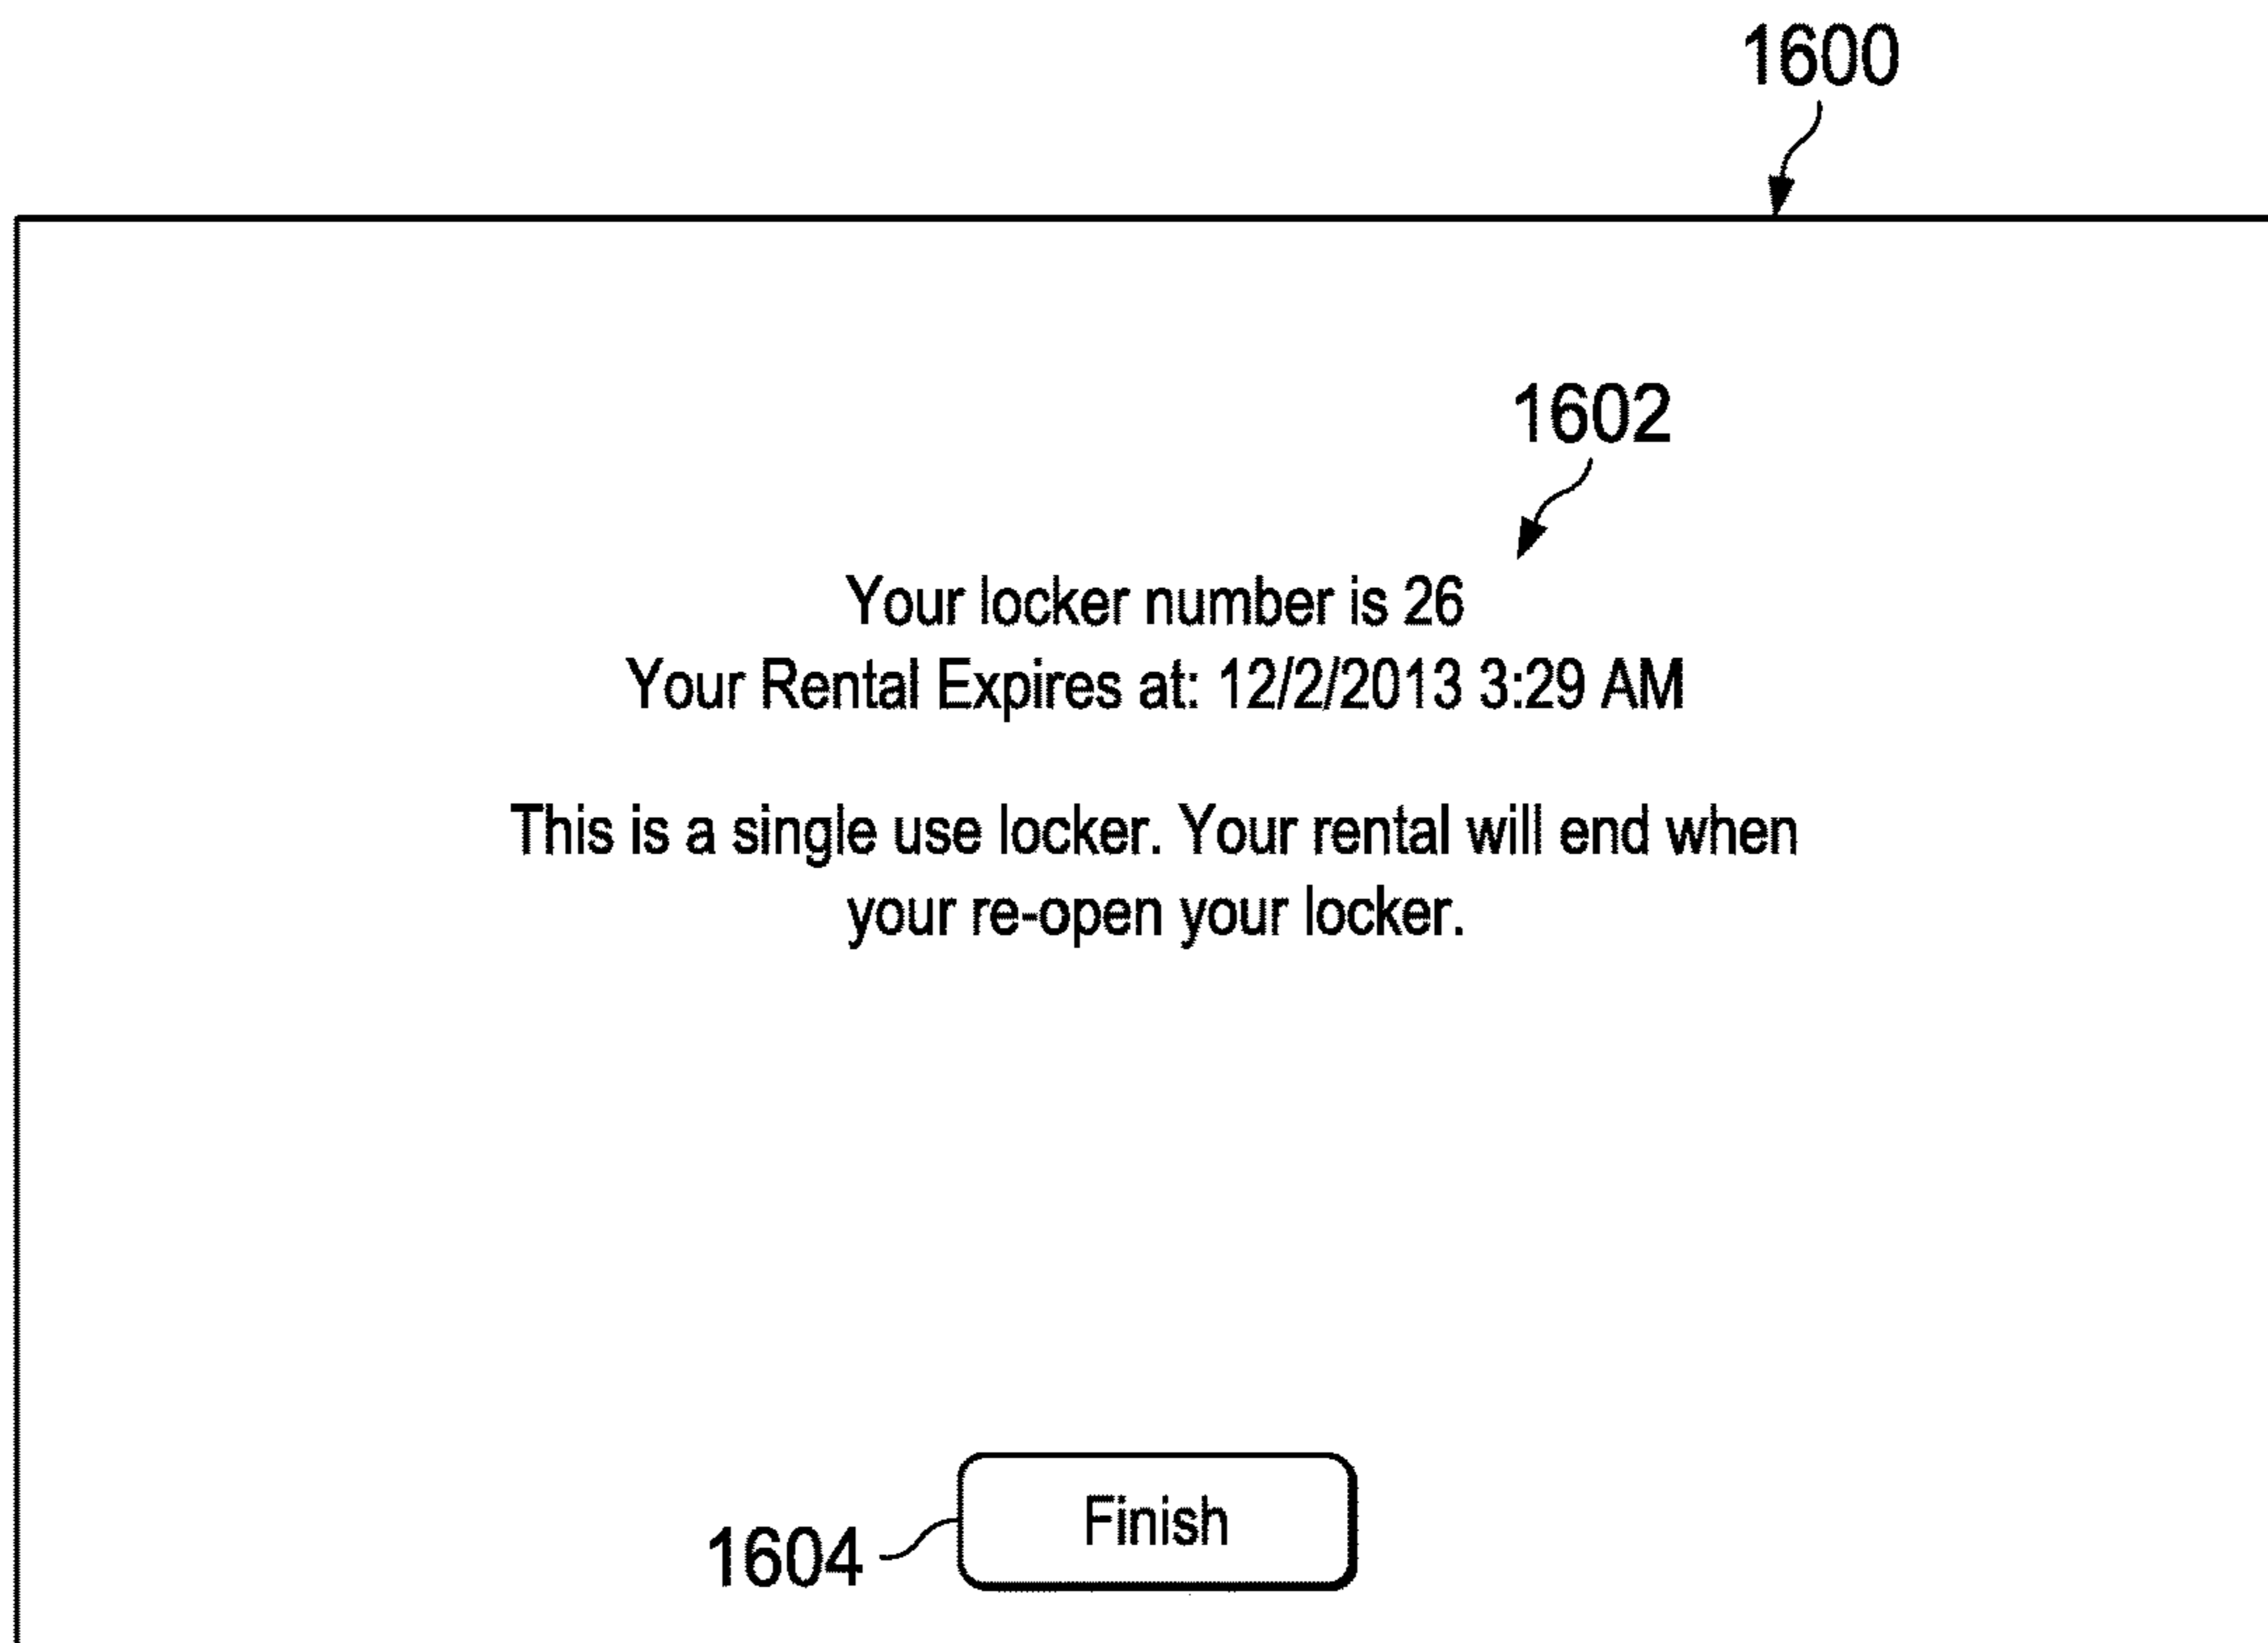 1600
1602
Your locker number is 26
Your Rental Expires at: 12/2/2013 3:29 AM
This is a single use locker. Your rental will end when
your re-open your locker.
Finish
1604